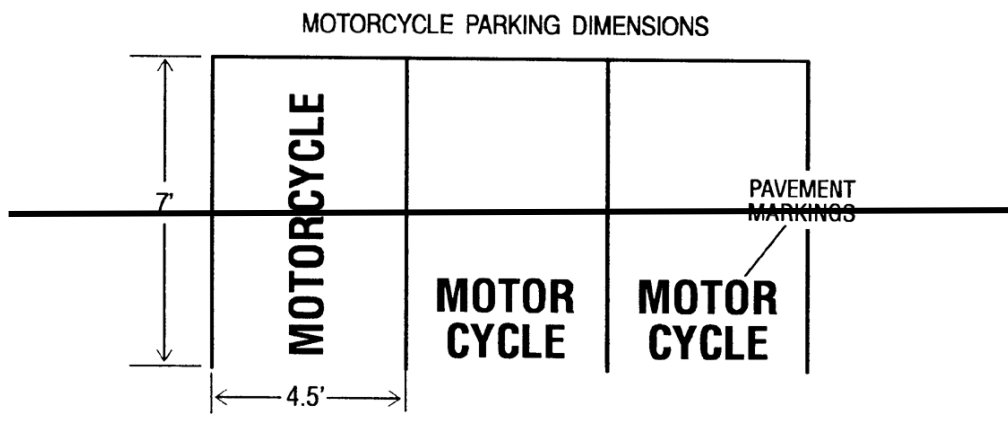 MOTORCYCLE PARKING DIMENSIONS
MOTORCYCLE
7'
PAVEMENT
MARKINGS
MOTOR
CYCLE
MOTOR
CYCLE
4.5'